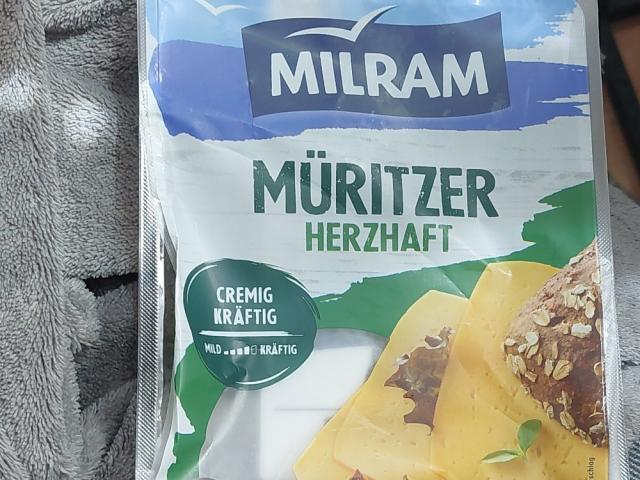 MILRAM
MÜRITZER
HERZHAFT
CREMIG
KRÄFTIG
MILD KRÄFTIG